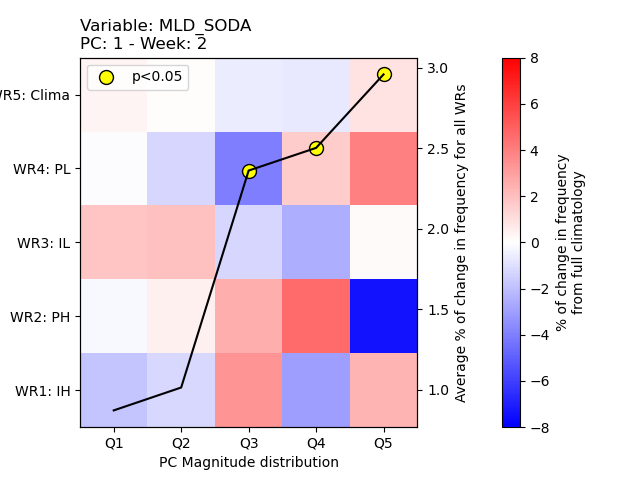 Variable: MLD_SODA
PC: 1 - Week: 2
p<0.05
WR5: Clima
WR4: PL
WR3: IL
WR2: PH
WR1: IH
Q1 Q2 Q3 Q4 Q5
PC Magnitude distribution
3.0
2.5
2.0
1.5
1.0
Average % of change in frequency for all WRs
8
6
4
2
0
−2
−4
−6
−8
% of change in frequency
from full climatology